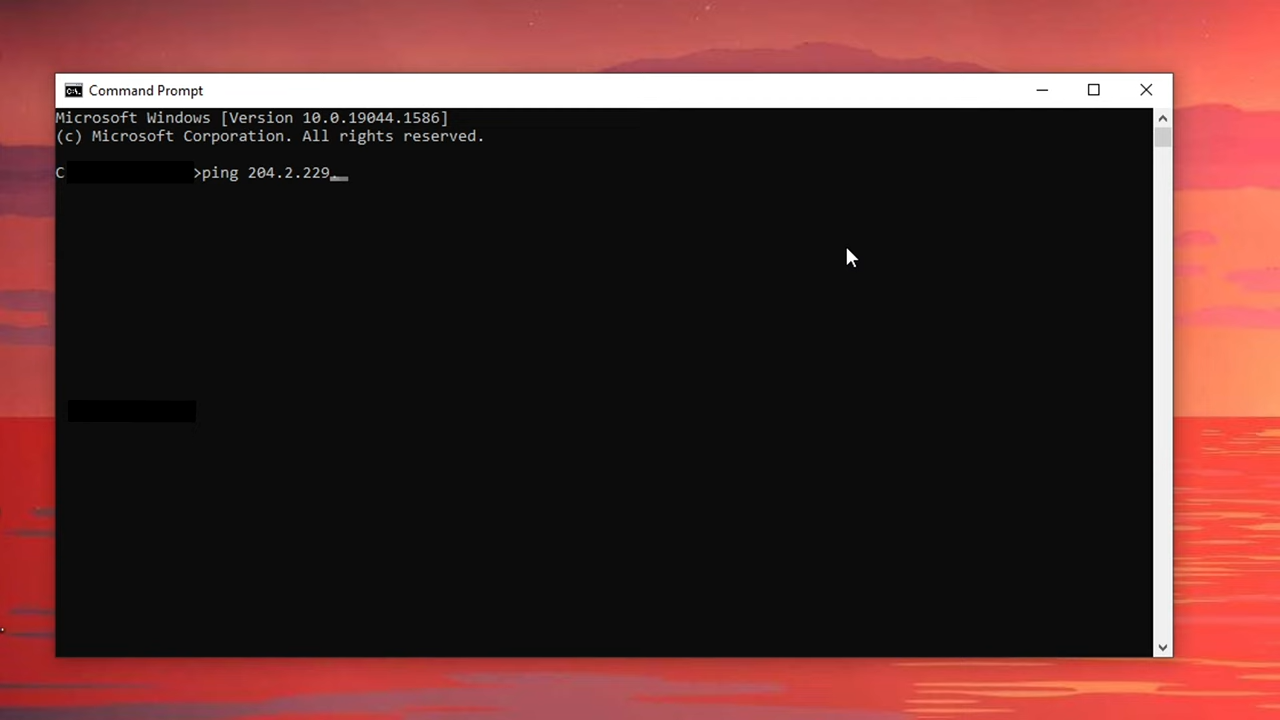 Command Prompt
Microsoft Windows [Version 10.0.19044.1586]
(c) Microsoft Corporation. All rights reserved.
C >ping 204.2.229.